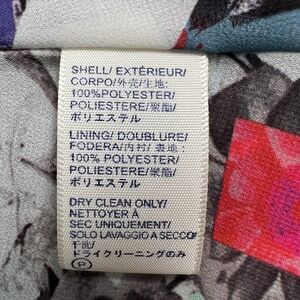 SHELL/ EXTÉRIEUR/
CORPO/外壳/ 表地:
100%POLYESTER/
POLIESTERE/聚酯/
ポリエステル
LINING/ DOUBLURE/
FODERA/内衬/ 裏地:
100% POLYESTER/
POLIESTERE/聚酯/
ポリエステル
DRY CLEAN ONLY/
NETTOYER À
SEC UNIQUEMENT/
SOLO LAVAGGIO A SECCO/
干洗/
ドライクリーニングのみ
P